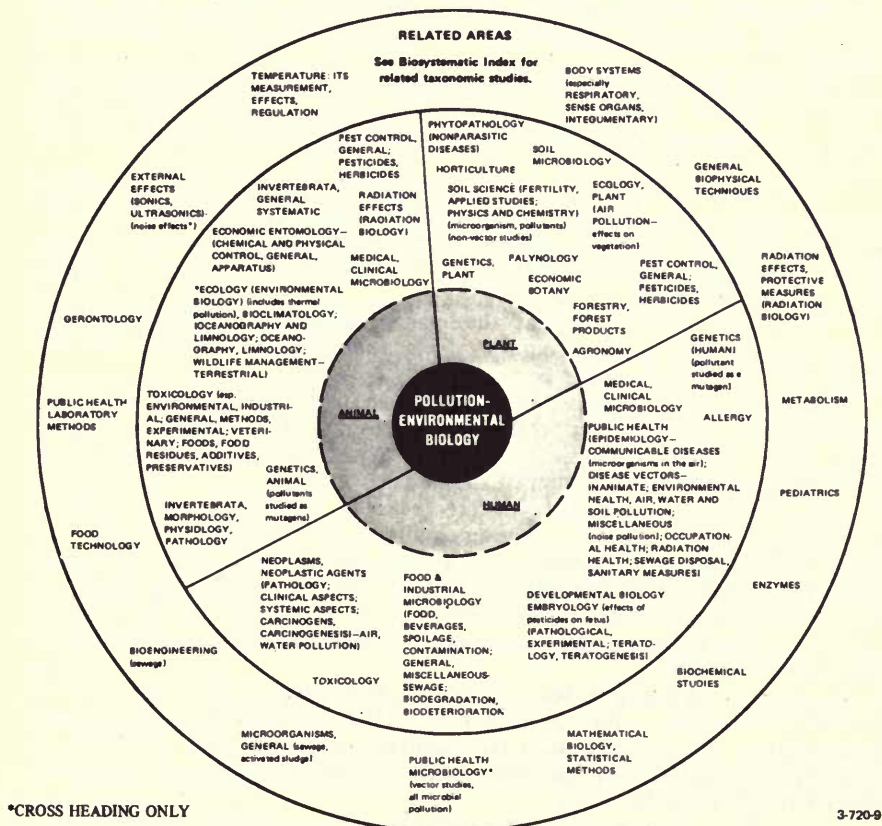 RELATED AREAS
See Biosystematic Index for
related taxonomic studies.
TEMPERATURE: ITS
MEASUREMENT,
EFFECTS,
REGULATION
BODY SYSTEMS
(especially
RESPIRATORY,
SENSE ORGANS,
INTEGUMENTARY)
EXTERNAL
EFFECTS
(SONICS,
ULTRASONICS)-
(noise effects*)
GENERAL
BIOPHYSICAL
TECHNIQUES
GERONTOLOGY
RADIATION
EFFECTS,
PROTECTIVE
MEASURES
(RADIATION
BIOLOGY)
PUBLIC HEALTH
LABORATORY
METHODS
METABOLISM
FOOD
TECHNOLOGY
PEDIATRICS
ENZYMES
BIOENGINEERING
(sewage)
BIOCHEMICAL
STUDIES
MICROORGANISMS,
GENERAL (sewage,
activated sludge)
PUBLIC HEALTH
MICROBIOLOGY*
(vector studies,
all microbial
pollution)
MATHEMATICAL
BIOLOGY,
STATISTICAL
METHODS
PEST CONTROL,
GENERAL;
PESTICIDES,
HERBICIDES
INVERTEBRATA,
GENERAL
SYSTEMATIC
RADIATION
EFFECTS
(RADIATION
BIOLOGY)
ECONOMIC ENTOMOLOGY—
(CHEMICAL AND PHYSICAL
CONTROL, GENERAL,
APPARATUS)
MEDICAL,
CLINICAL
MICROBIOLOGY
*ECOLOGY (ENVIRONMENTAL
BIOLOGY) (includes thermal
pollution), BIOCLIMATOLOGY;
IOCEANOGRAPHY AND
LIMNOLOGY; OCEANO-
GRAPHY, LIMNOLOGY;
WILDLIFE MANAGEMENT—
TERRESTRIAL)
TOXICOLOGY (esp.
ENVIRONMENTAL, INDUSTRI-
AL; GENERAL, METHODS,
EXPERIMENTAL; VETERI-
NARY; FOODS, FOOD
RESIDUES, ADDITIVES,
PRESERVATIVES)
GENETICS,
ANIMAL
(pollutants
studied as
mutagens)
INVERTEBRATA,
MORPHOLOGY,
PHYSIDLOGY,
PATHOLOGY
PHYTOPATHOLOGY
(NONPARASITIC
DISEASES)
SOIL
MICROBIOLOGY
HORTICULTURE
SOIL SCIENCE (FERTILITY,
APPLIED STUDIES;
PHYSICS AND CHEMISTRY)
(microorganism, pollutants)
non-vector studies)
ECOLOGY,
PLANT
(AIR
POLLUTION—
effects on
vegetation)
GENETICS,
PLANT
PALYNOLOGY
ECONOMIC
BOTANY
PEST CONTROL,
GENERAL;
PESTICIDES,
HERBICIDES
FORESTRY,
FOREST
PRODUCTS
AGRONOMY
PLANT
ANIMAL
HUMAN
POLLUTION-
ENVIRONMENTAL
BIOLOGY
GENETICS
(HUMAN)
(pollutant
studied as e
mutagen)
MEDICAL,
CLINICAL
MICROBIOLOGY
ALLERGY
PUBLIC HEALTH
(EPIDEMIOLOGY—
COMMUNICABLE DISEASES
(microorganisms in the air);
DISEASE VECTORS—
INANIMATE; ENVIRONMENTAL
HEALTH, AIR, WATER AND
SOIL POLLUTION;
MISCELLANEOUS
(noise pollution); OCCUPATION-
AL HEALTH; RADIATION
HEALTH; SEWAGE DISPOSAL,
SANITARY MEASURES)
NEOPLASMS,
NEOPLASTIC AGENTS
(PATHOLOGY;
CLINICAL ASPECTS;
SYSTEMIC ASPECTS;
CARCINOGENS,
CARCINOGENESIS)—AIR,
WATER POLLUTION)
TOXICOLOGY
FOOD &
INDUSTRIAL
MICROBIOLOGY
(FOOD,
BEVERAGES,
SPOILAGE,
CONTAMINATION;
GENERAL,
MISCELLANEOUS-
SEWAGE;
BIODEGRADATION,
BIODETERIORATION
DEVELOPMENTAL BIOLOGY
EMBRYOLOGY (effects of
pesticides on fetus)
(PATHOLOGICAL,
EXPERIMENTAL; TERATO-
LOGY, TERATOGENESIS)
*CROSS HEADING ONLY
3-720-9